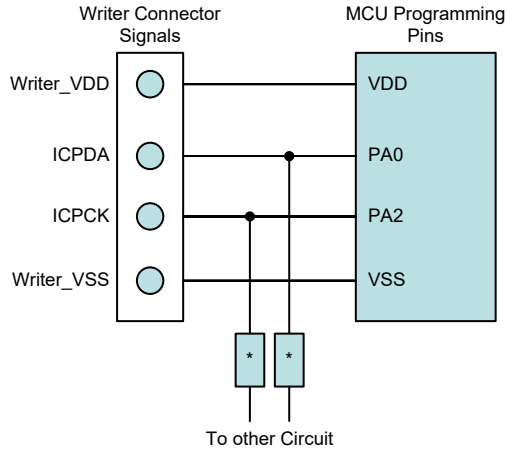 Writer Connector
Signals
MCU Programming
Pins
Writer_VDD
VDD
ICPDA
PA0
ICPCK
PA2
Writer_VSS
VSS
*
*
To other Circuit